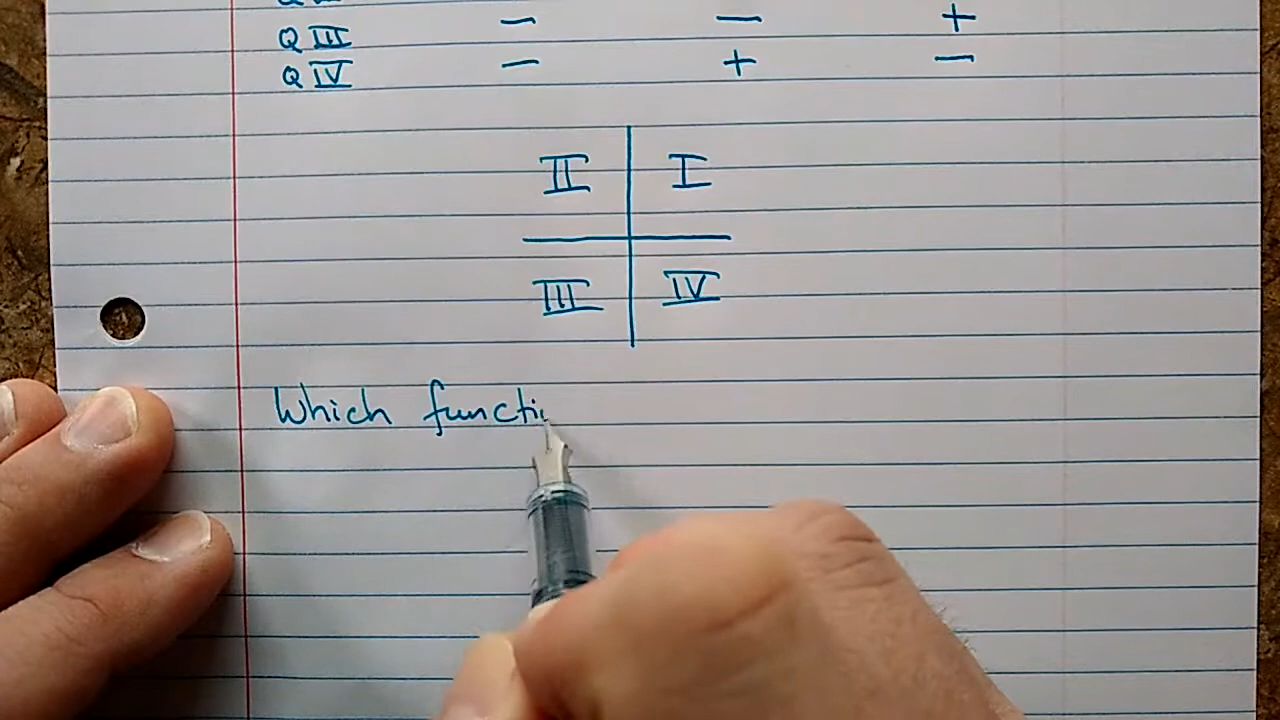 Q III − − +
Q IV − + −
II I
III IV
Which functi